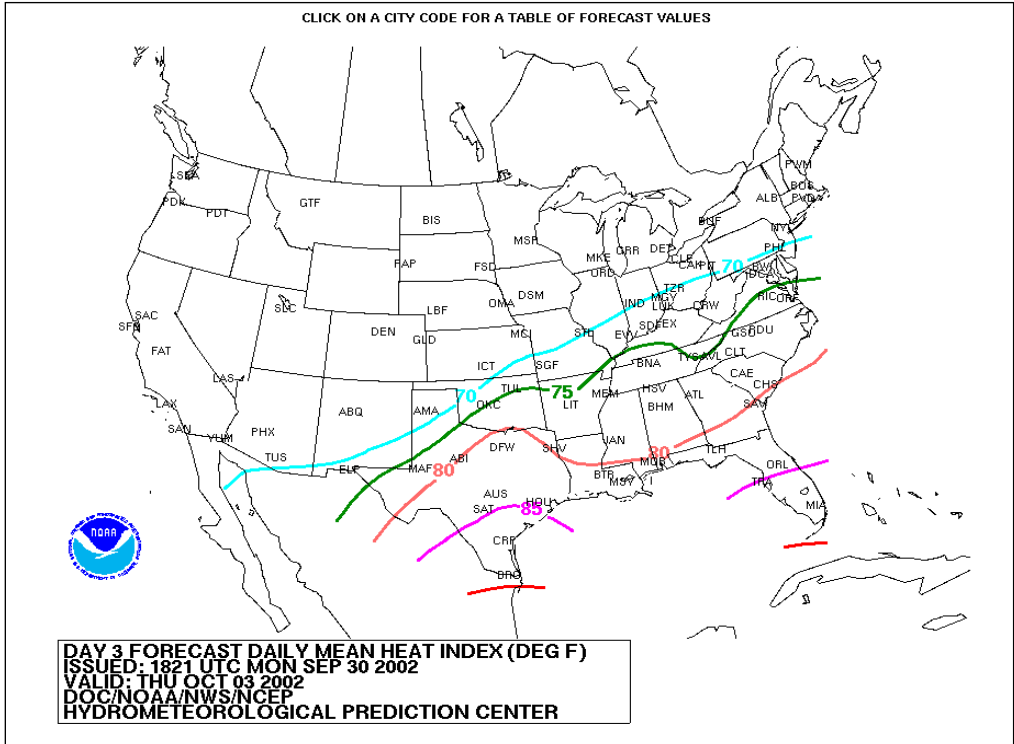 CLICK ON A CITY CODE FOR A TABLE OF FORECAST VALUES
SEA
PWM
BOS
GTF
ALB
PDT
BIS
BUF
NY
MSP
PHL
GRR
DET
MKE
RAP
FSD
70
ORD
DCA
TZR
DSM
LBF
OMA
IND
MGY
LUK
CRW
RIC
ORF
SLC
SAC
SFO
DEN
GLD
MCI
STL
EVV
SDF
LEX
GSO
RDU
FAT
ICT
SGF
BNA
TYS
AVL
CLT
LAS
TUL
75
MEM
HSV
ATL
CAE
CHS
70
LAX
ABQ
AMA
OKC
LIT
BHM
SAV
SAN
YUM
PHX
TUS
ELP
MAF
ABI
DFW
SHV
JAN
80
TLH
80
MOB
ORL
BTR
MSY
TPA
AUS
HOU
SAT
85
MIA
CRP
NOAA
BRO
DAY 3 FORECAST DAILY MEAN HEAT INDEX (DEG F)
ISSUED: 1821 UTC MON SEP 30 2002
VALID: THU OCT 03 2002
DOC/NOAA/NWS/NCEP
HYDROMETEOROLOGICAL PREDICTION CENTER